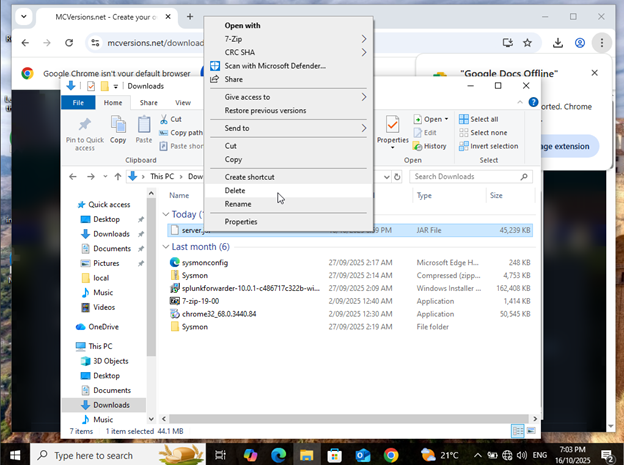 MCVersions.net - Create your o
mcversions.net/download
Google Chrome isn't your default browser
"Google Docs Offline"
orted. Chrome
nage extension
File
Home
Share
View
Pin to Quick access
Copy
Paste
Cut
Copy path
Paste shor
Clipboard
Properties
Open
Edit
History
Open
Select all
Select none
Invert selection
Select
This PC
Down
Search Downloads
Open with
7-Zip
CRC SHA
Scan with Microsoft Defender...
Share
Give access to
Restore previous versions
Send to
Cut
Copy
Create shortcut
Delete
Rename
Properties
Quick access
Desktop
Downloads
Documents
Pictures
local
Music
Videos
OneDrive
This PC
3D Objects
Desktop
Documents
Downloads
Music
Name
Type
Size
Today (
server.j
PM
JAR File
45,239 KB
Last month (6)
sysmonconfig
27/09/2025 2:17 AM
Microsoft Edge H...
248 KB
Sysmon
27/09/2025 2:14 AM
Compressed (zipp...
4,753 KB
splunkforwarder-10.0.1-c486717c322b-wi...
27/09/2025 2:09 AM
Windows Installer ...
162,408 KB
7-zip-19-00
2/09/2025 12:40 AM
Application
1,414 KB
chrome32_68.0.3440.84
2/09/2025 12:30 AM
Application
50,545 KB
Sysmon
27/09/2025 2:19 AM
File folder
7 items
1 item selected 44.1 MB
Type here to search
21°C
ENG
7:03 PM
16/10/2025
2